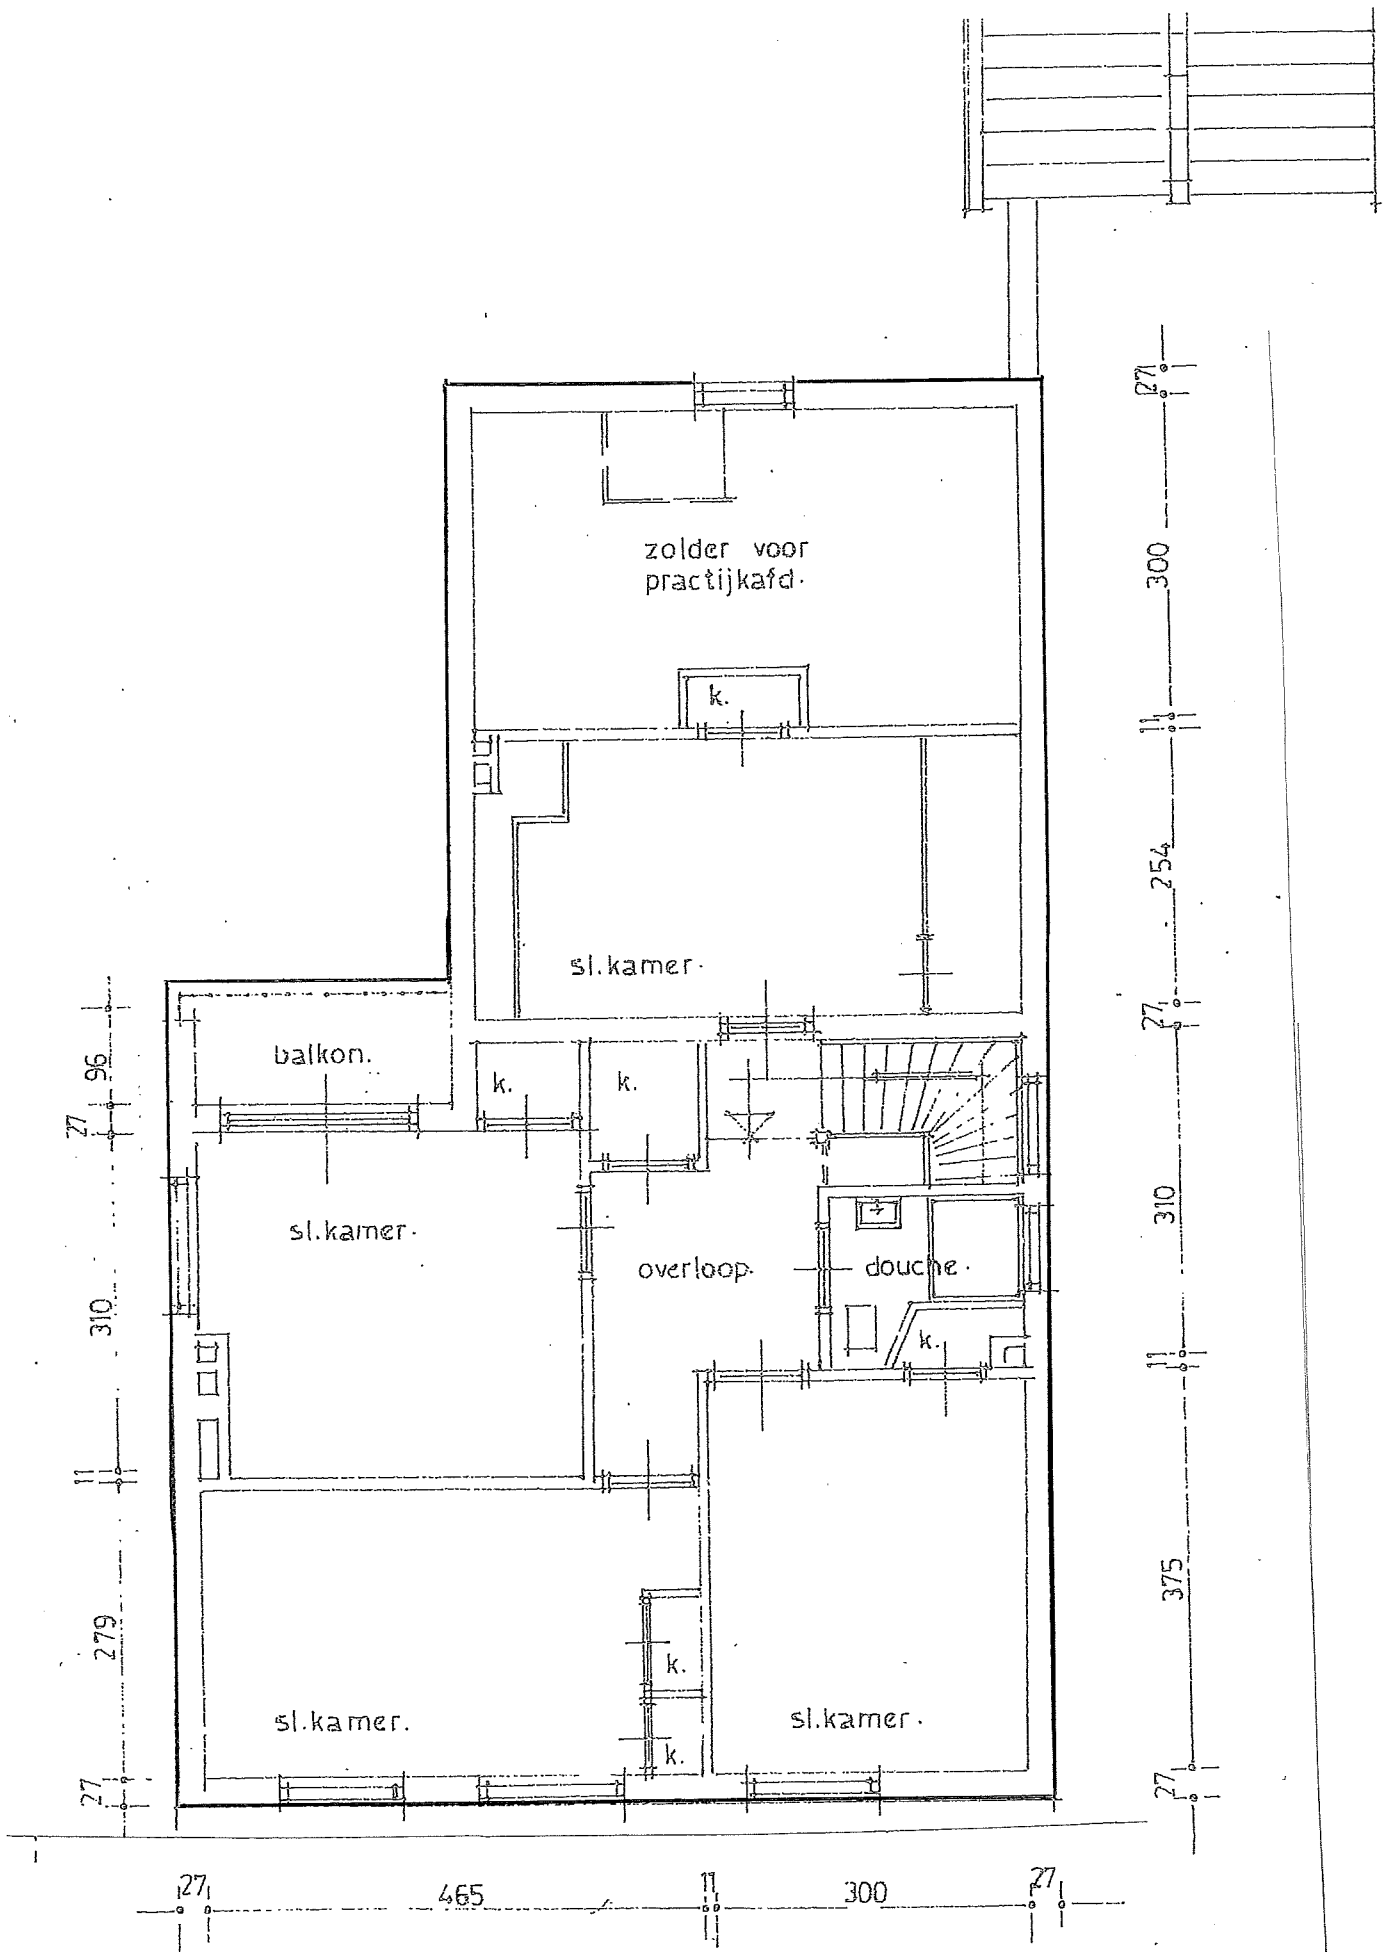 zolder voor
practijkafd.
k.
sl.kamer.
balkon.
k.
k.
sl.kamer.
overloop.
douche.
k.
sl.kamer.
k.
k.
sl.kamer.
27
300
11
254
27
310
11
375
27
96
27
310
11
279
27
27
465
11
300
27